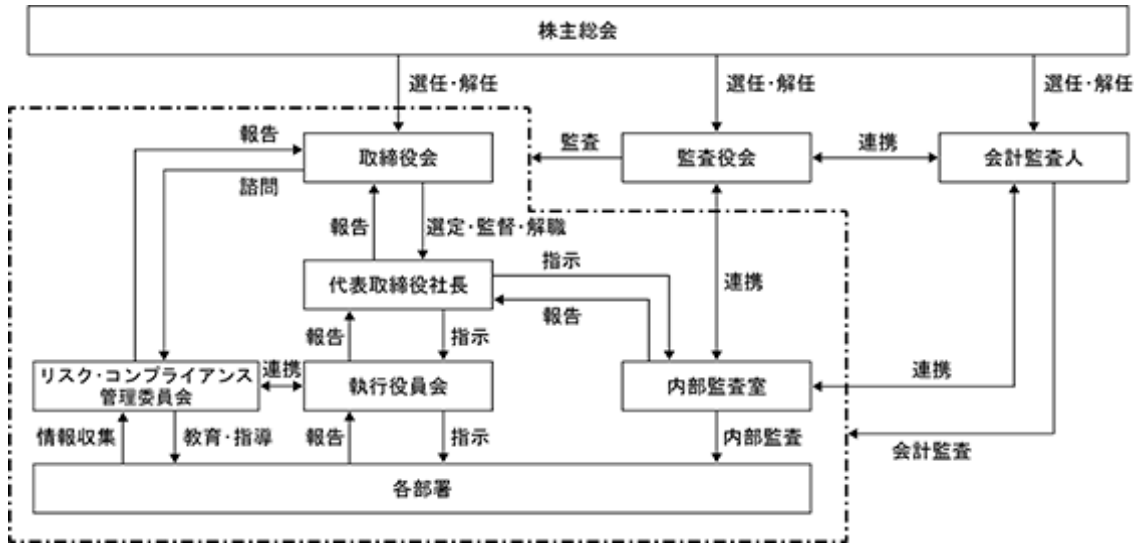 株主総会
選任・解任
選任・解任
選任・解任
報告
取締役会
監査
監査役会
連携
会計監査人
諮問
報告
選定・監督・解職
指示
代表取締役社長
連携
報告
報告
指示
リスク・コンプライアンス
管理委員会
連携
執行役員会
内部監査室
連携
情報収集
教育・指導
報告
指示
内部監査
会計監査
各部署